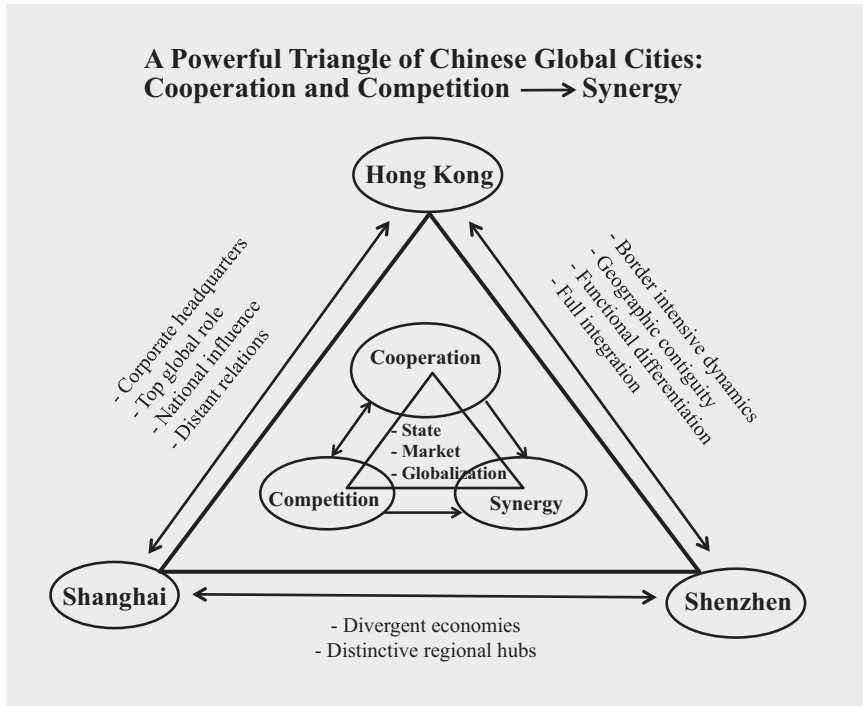 A Powerful Triangle of Chinese Global Cities:
Cooperation and Competition ⟶ Synergy
Hong Kong
- Corporate headquarters
- Top global role
- National influence
- Distant relations
- Border intensive dynamics
- Geographic contiguity
- Functional differentiation
- Full integration
Cooperation
- State
- Market
- Globalization
Competition
Synergy
Shanghai
Shenzhen
- Divergent economies
- Distinctive regional hubs